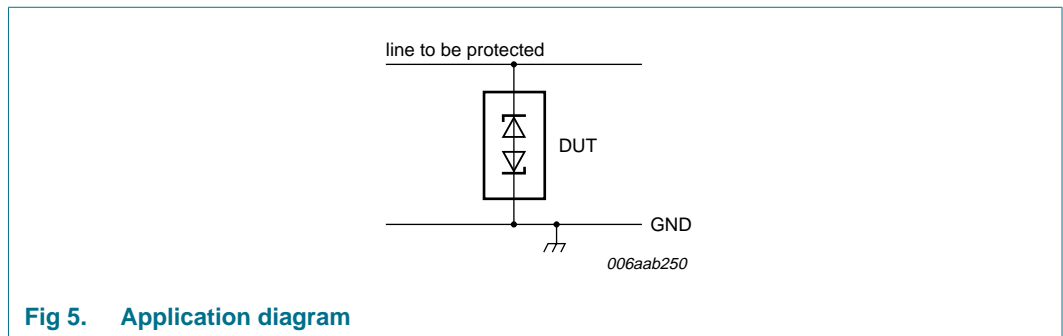 line to be protected
DUT
GND
006aab250
Fig 5. Application diagram